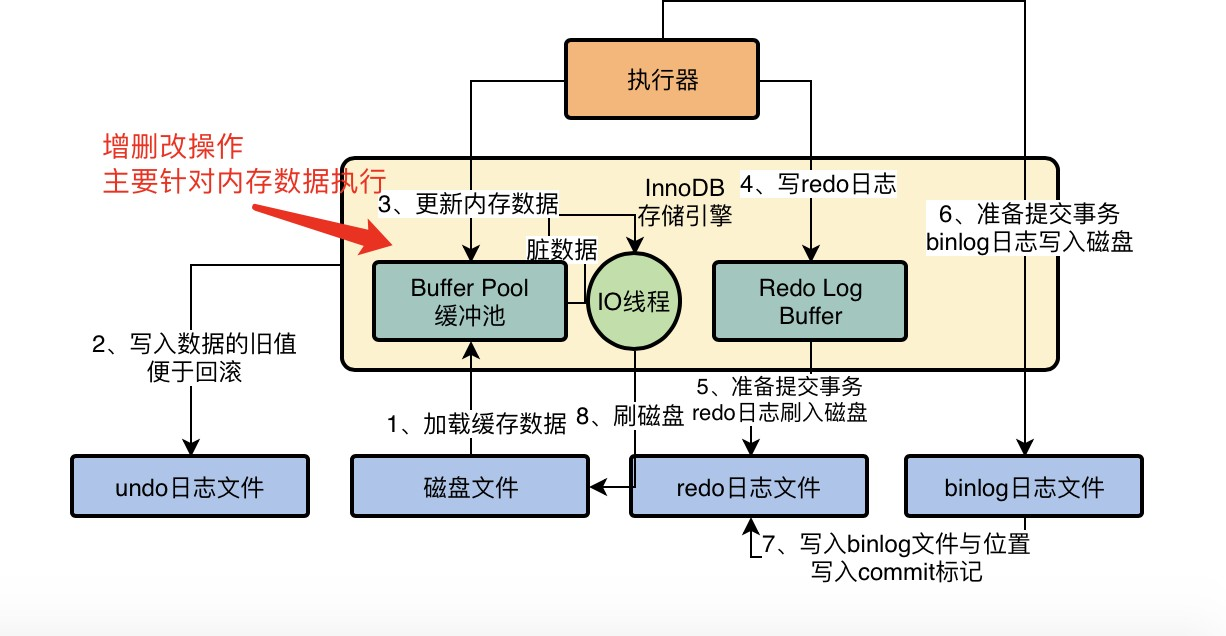 执行器
增删改操作
主要针对内存数据执行
InnoDB
存储引擎
3、更新内存数据
4、写redo日志
6、准备提交事务
binlog日志写入磁盘
脏数据
Buffer Pool
缓冲池
IO线程
Redo Log
Buffer
2、写入数据的旧值
便于回滚
1、加载缓存数据
8、刷磁盘
5、准备提交事务
redo日志刷入磁盘
undo日志文件
磁盘文件
redo日志文件
binlog日志文件
7、写入binlog文件与位置
写入commit标记